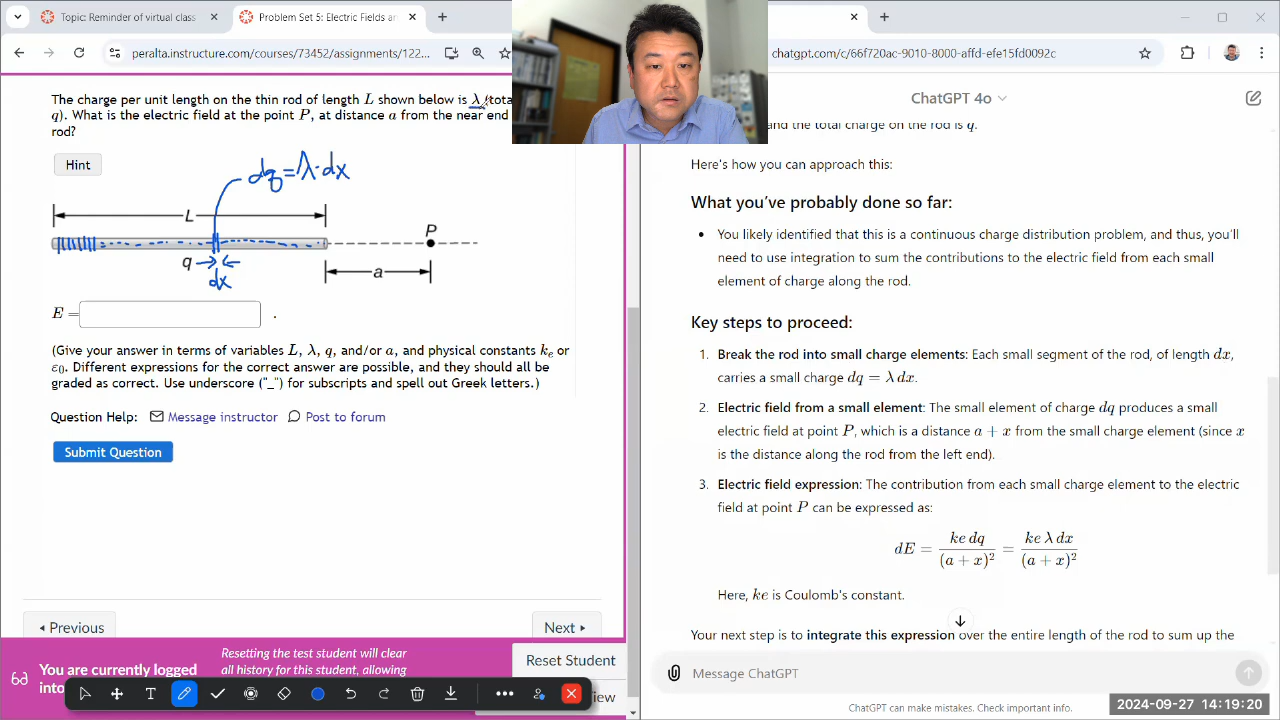 Topic: Reminder of virtual class
Problem Set 5: Electric Fields an
peralta.instructure.com/courses/73452/assignments/122...
chatgpt.com/c/66f720ac-9010-8000-affd-efe15fd0092c
The charge per unit length on the thin rod of length L shown below is λ (tota
q). What is the electric field at the point P, at distance a from the near end
rod?
Hint
dq = λ · dx
L
P
q
dx
a
E =
.
(Give your answer in terms of variables L, λ, q, and/or a, and physical constants k_e or
ε_0. Different expressions for the correct answer are possible, and they should all be
graded as correct. Use underscore ("_") for subscripts and spell out Greek letters.)
Question Help: Message instructor Post to forum
Submit Question
Previous
Next
You are currently logged
into
Resetting the test student will clear
all history for this student, allowing
Reset Student
iew
ChatGPT 4o
and the total charge on the rod is q.
Here's how you can approach this:
What you've probably done so far:
• You likely identified that this is a continuous charge distribution problem, and thus, you'll
need to use integration to sum the contributions to the electric field from each small
element of charge along the rod.
Key steps to proceed:
1. Break the rod into small charge elements: Each small segment of the rod, of length dx,
carries a small charge dq = λ dx.
2. Electric field from a small element: The small element of charge dq produces a small
electric field at point P, which is a distance a + x from the small charge element (since x
is the distance along the rod from the left end).
3. Electric field expression: The contribution from each small charge element to the electric
field at point P can be expressed as:
dE = ke dq / (a + x)² = ke λ dx / (a + x)²
Here, ke is Coulomb's constant.
Your next step is to integrate this expression over the entire length of the rod to sum up the
Message ChatGPT
ChatGPT can make mistakes. Check important info.
2024-09-27 14:19:20